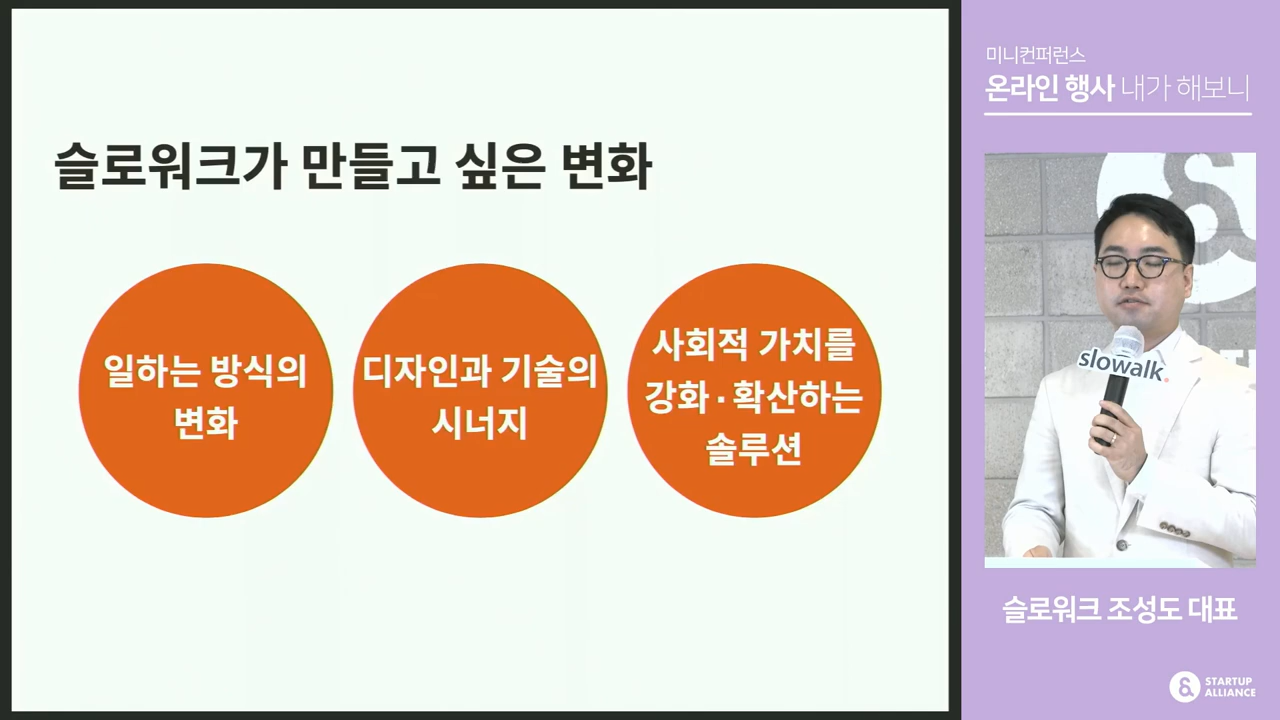 슬로워크가 만들고 싶은 변화
일하는 방식의
변화
디자인과 기술의
시너지
사회적 가치를
강화·확산하는
솔루션
미니컨퍼런스
온라인 행사 내가 해보니
slowalk.
슬로워크 조성도 대표
STARTUP
ALLIANCE